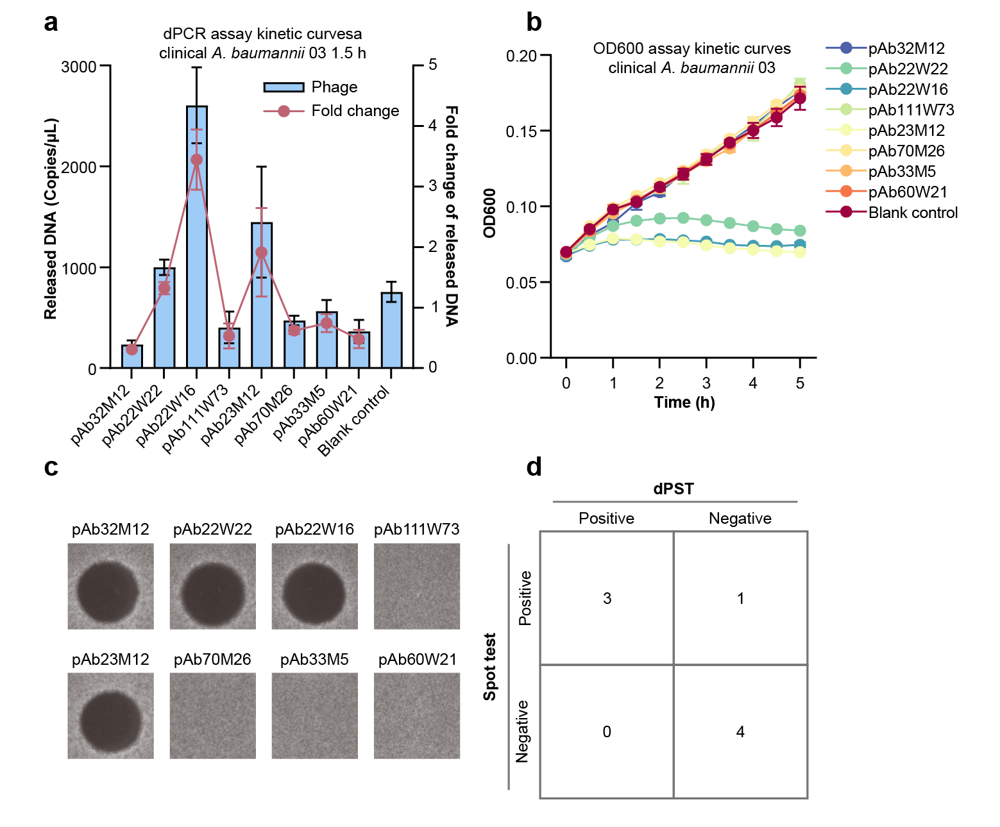 a
dPCR assay kinetic curvesa
clinical A. baumannii 03 1.5 h
3000
2000
1000
0
Released DNA (Copies/µL)
5
4
3
2
1
0
Fold change of released DNA
Phage
Fold change
pAb32M12
pAb22W22
pAb22W16
pAb111W73
pAb23M12
pAb70M26
pAb33M5
pAb60W21
Blank control
b
OD600 assay kinetic curves
clinical A. baumannii 03
0.20
0.15
0.10
0.05
0.00
OD600
0 1 2 3 4 5
Time (h)
pAb32M12
pAb22W22
pAb22W16
pAb111W73
pAb23M12
pAb70M26
pAb33M5
pAb60W21
Blank control
c
pAb32M12 pAb22W22 pAb22W16 pAb111W73
pAb23M12 pAb70M26 pAb33M5 pAb60W21
d
dPST
Positive Negative
Spot test
Positive
3 1
Negative
0 4